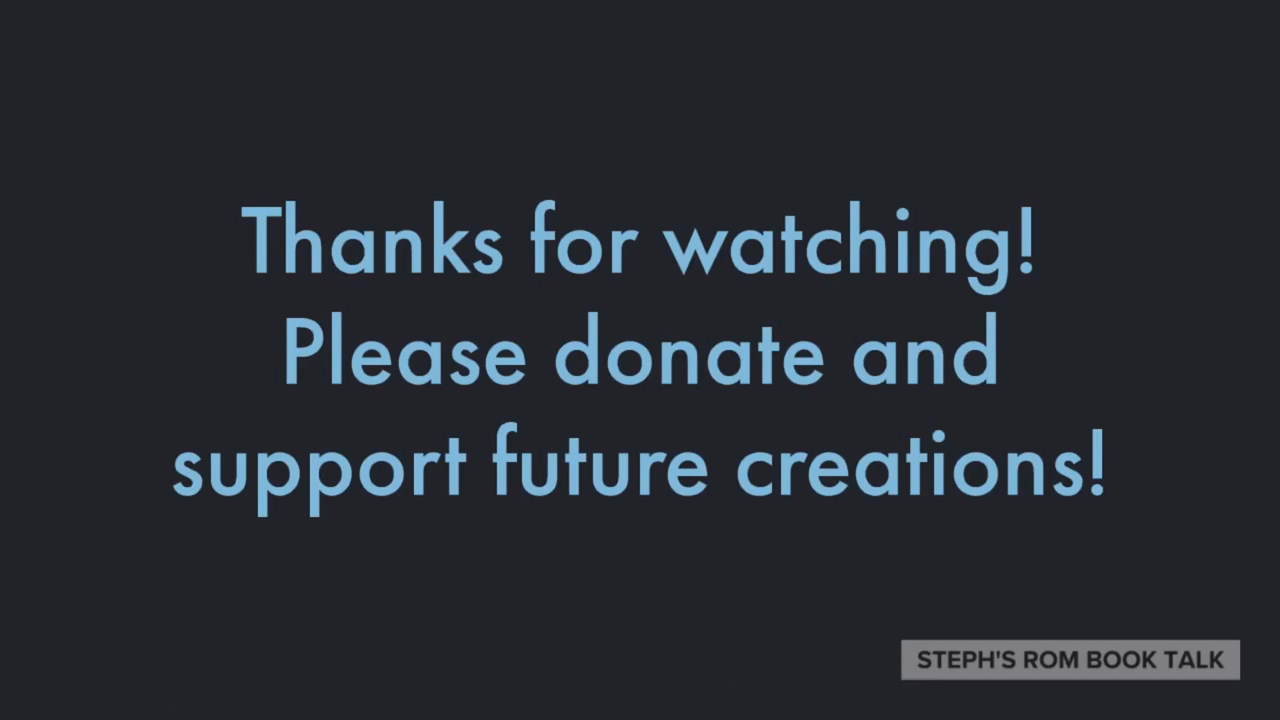 Thanks for watching!
Please donate and
support future creations!
STEPH'S ROM BOOK TALK